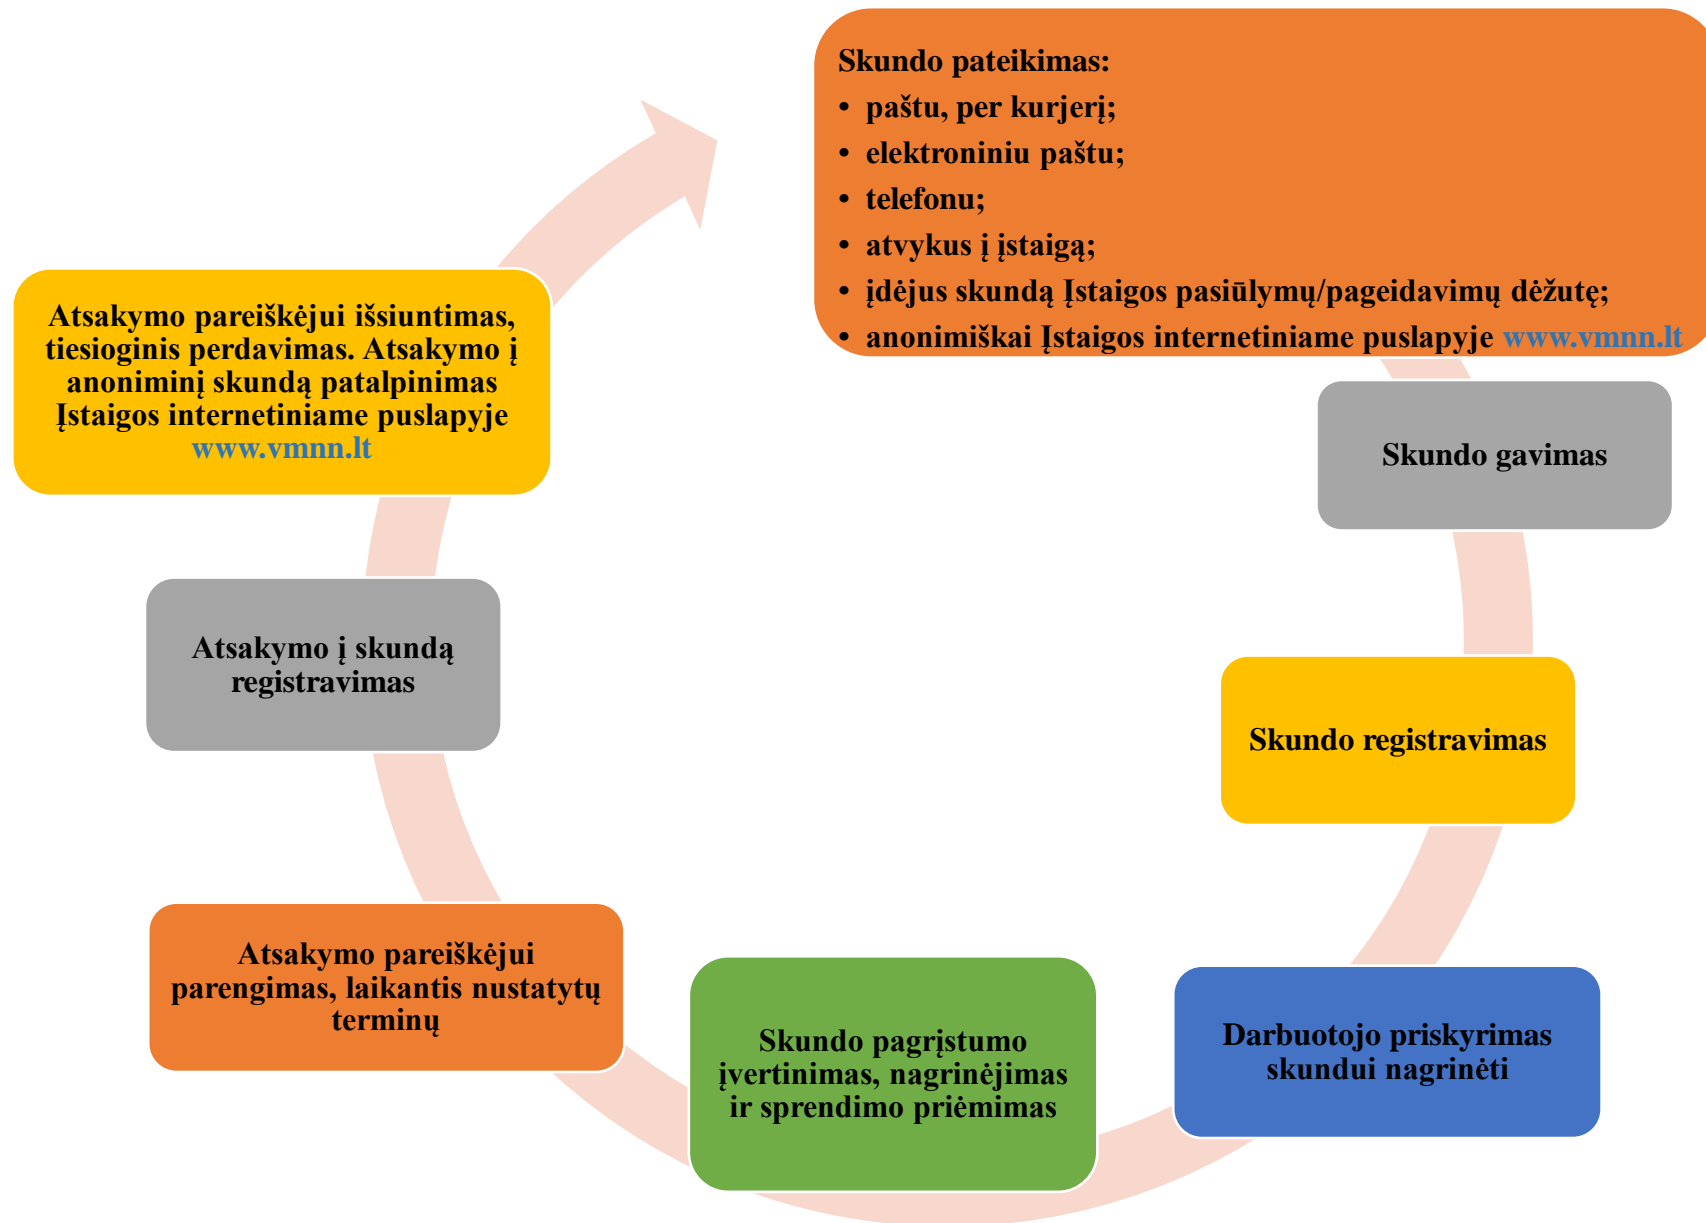 Skundo pateikimas:
• paštu, per kurjerį;
• elektroniniu paštu;
• telefonu;
• atvykus į įstaigą;
• įdėjus skundą Įstaigos pasiūlymų/pageidavimų dėžutę;
• anonimiškai Įstaigos internetiniame puslapyje www.vmnn.lt
Skundo gavimas
Skundo registravimas
Darbuotojo priskyrimas
skundui nagrinėti
Skundo pagrįstumo
įvertinimas, nagrinėjimas
ir sprendimo priėmimas
Atsakymo pareiškėjui
parengimas, laikantis nustatytų
terminų
Atsakymo į skundą
registravimas
Atsakymo pareiškėjui išsiuntimas,
tiesioginis perdavimas. Atsakymo į
anoniminį skundą patalpinimas
Įstaigos internetiniame puslapyje
www.vmnn.lt